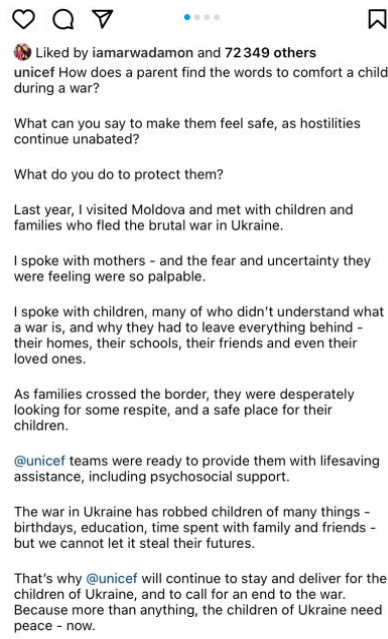 Liked by iamarwadamon and 72 349 others
unicef How does a parent find the words to comfort a child
during a war?
What can you say to make them feel safe, as hostilities
continue unabated?
What do you do to protect them?
Last year, I visited Moldova and met with children and
families who fled the brutal war in Ukraine.
I spoke with mothers - and the fear and uncertainty they
were feeling were so palpable.
I spoke with children, many of who didn't understand what
a war is, and why they had to leave everything behind -
their homes, their schools, their friends and even their
loved ones.
As families crossed the border, they were desperately
looking for some respite, and a safe place for their
children.
@unicef teams were ready to provide them with lifesaving
assistance, including psychosocial support.
The war in Ukraine has robbed children of many things -
birthdays, education, time spent with family and friends -
but we cannot let it steal their futures.
That's why @unicef will continue to stay and deliver for the
children of Ukraine, and to call for an end to the war.
Because more than anything, the children of Ukraine need
peace - now.